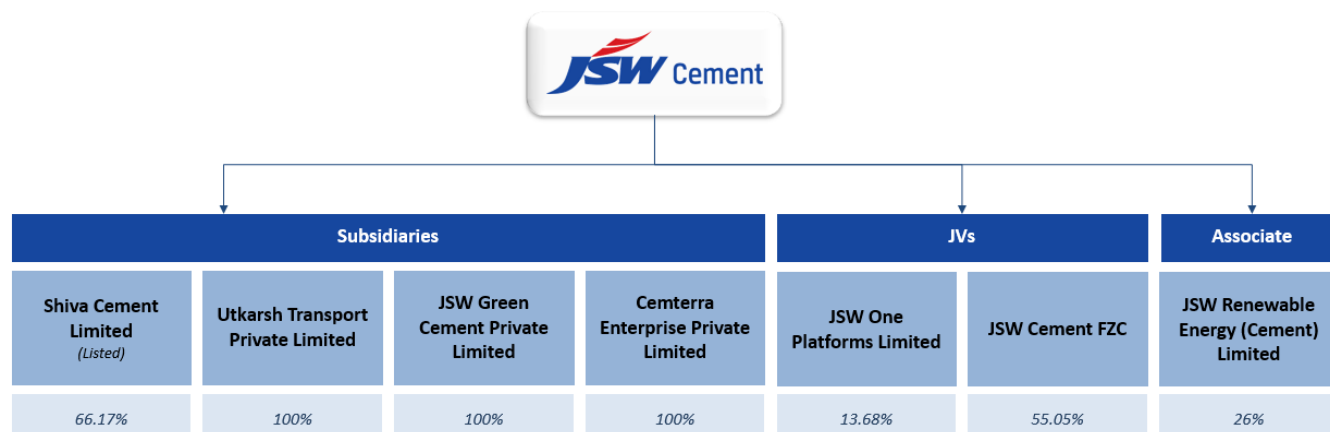 JSW Cement
Subsidiaries
JVs
Associate
Shiva Cement
Limited
(Listed)
Utkarsh Transport
Private Limited
JSW Green
Cement Private
Limited
Cemterra
Enterprise Private
Limited
JSW One
Platforms Limited
JSW Cement FZC
JSW Renewable
Energy (Cement)
Limited
66.17%
100%
100%
100%
13.68%
55.05%
26%